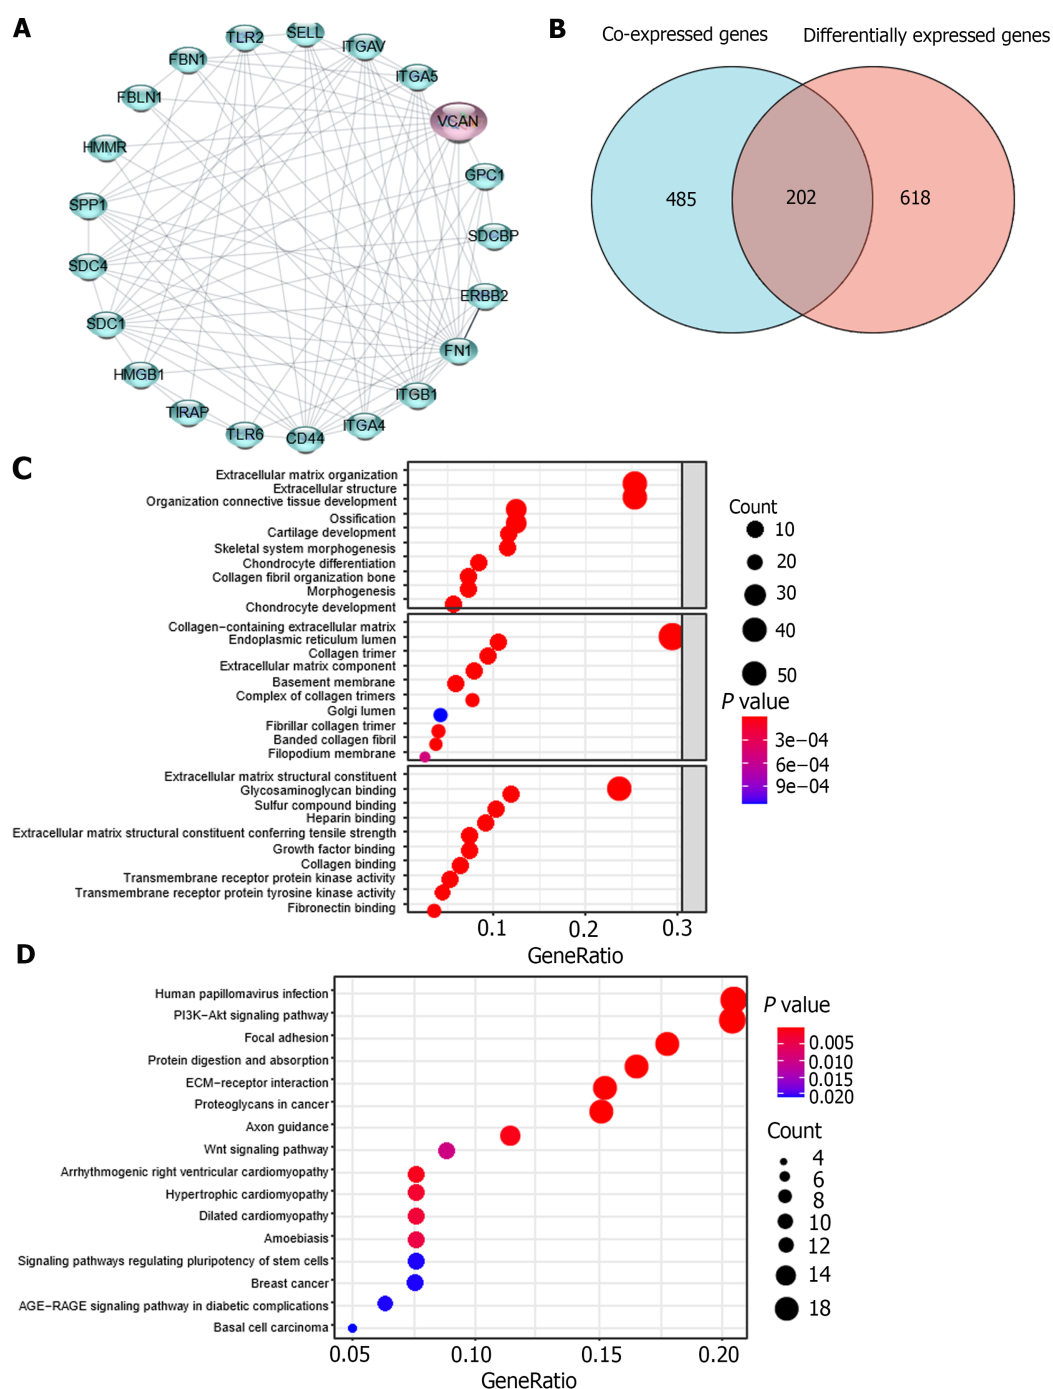 A
TLR2
SELL
ITGAV
FBN1
ITGA5
FBLN1
VCAN
HMMR
GPC1
SPP1
SDCBP
SDC4
ERBB2
SDC1
FN1
HMGB1
ITGB1
TIRAP
ITGA4
TLR6
CD44
B
Co-expressed genes
Differentially expressed genes
485
202
618
C
Extracellular matrix organization
Extracellular structure
Organization connective tissue development
Ossification
Cartilage development
Skeletal system morphogenesis
Chondrocyte differentiation
Collagen fibril organization bone
Morphogenesis
Chondrocyte development
Collagen−containing extracellular matrix
Endoplasmic reticulum lumen
Collagen trimer
Extracellular matrix component
Basement membrane
Complex of collagen trimers
Golgi lumen
Fibrillar collagen trimer
Banded collagen fibril
Filopodium membrane
Extracellular matrix structural constituent
Glycosaminoglycan binding
Sulfur compound binding
Heparin binding
Extracellular matrix structural constituent conferring tensile strength
Growth factor binding
Collagen binding
Transmembrane receptor protein kinase activity
Transmembrane receptor protein tyrosine kinase activity
Fibronectin binding
0.1
0.2
0.3
GeneRatio
Count
10
20
30
40
50
P value
3e−04
6e−04
9e−04
D
Human papillomavirus infection
PI3K−Akt signaling pathway
Focal adhesion
Protein digestion and absorption
ECM−receptor interaction
Proteoglycans in cancer
Axon guidance
Wnt signaling pathway
Arrhythmogenic right ventricular cardiomyopathy
Hypertrophic cardiomyopathy
Dilated cardiomyopathy
Amoebiasis
Signaling pathways regulating pluripotency of stem cells
Breast cancer
AGE−RAGE signaling pathway in diabetic complications
Basal cell carcinoma
0.05
0.10
0.15
0.20
GeneRatio
P value
0.005
0.010
0.015
0.020
Count
4
6
8
10
12
14
18